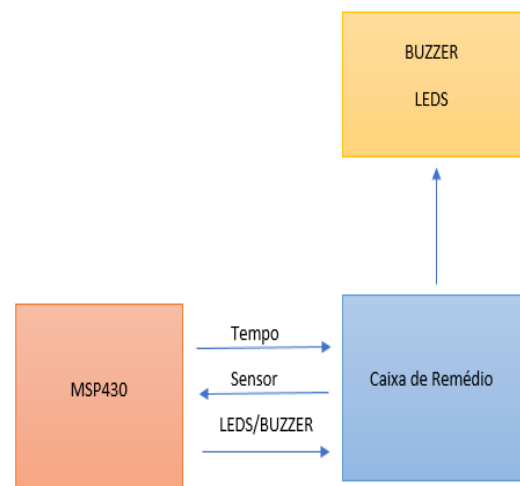 BUZZER
LEDS
Tempo
MSP430
Sensor
Caixa de Remédio
LEDS/BUZZER